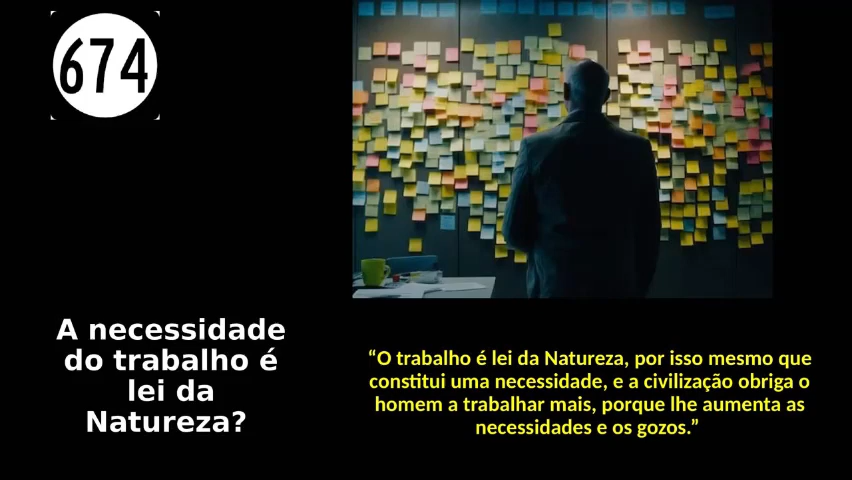 674
A necessidade
do trabalho é
lei da
Natureza?
“O trabalho é lei da Natureza, por isso mesmo que
constitui uma necessidade, e a civilização obriga o
homem a trabalhar mais, porque lhe aumenta as
necessidades e os gozos.”